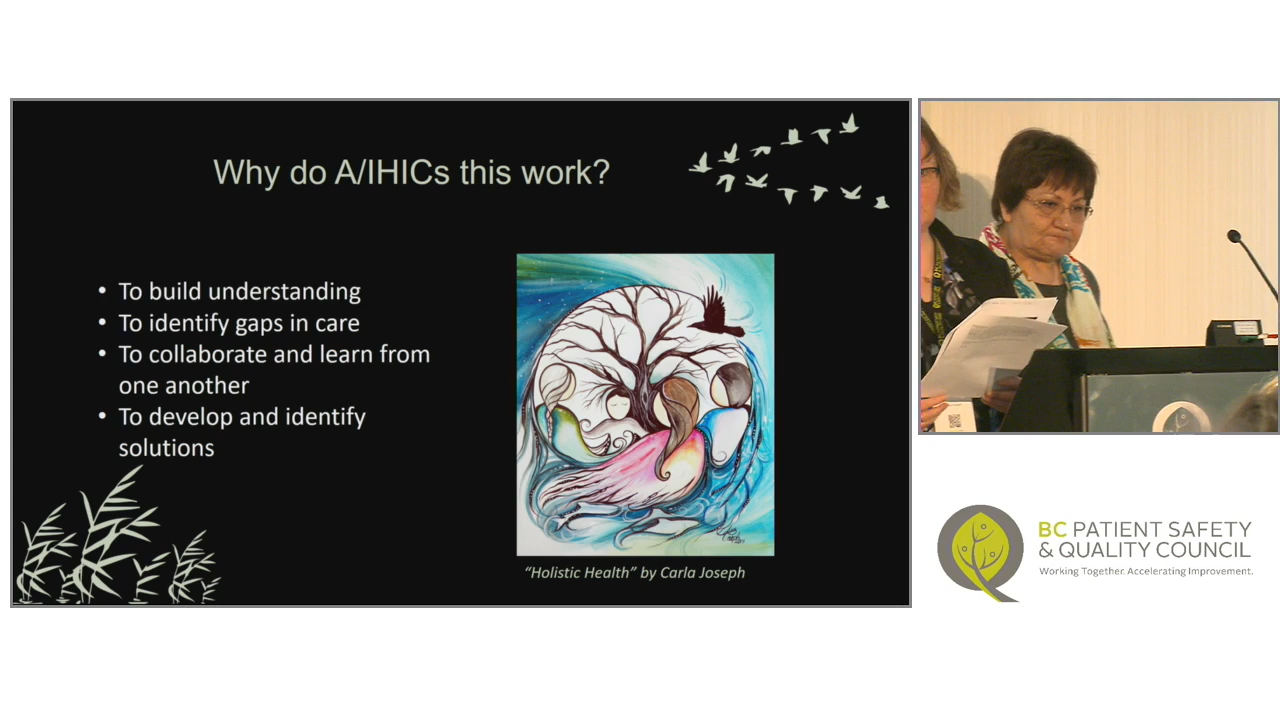 Why do A/IHICs this work?
• To build understanding
• To identify gaps in care
• To collaborate and learn from
one another
• To develop and identify
solutions
“Holistic Health” by Carla Joseph
BC PATIENT SAFETY
& QUALITY COUNCIL
Working Together. Accelerating Improvement.